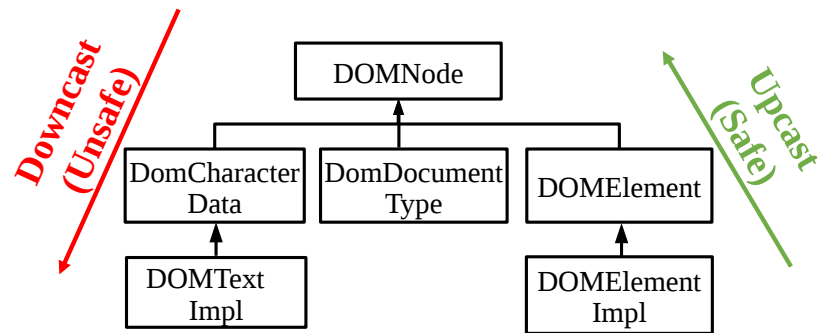 Downcast
(Unsafe)
DOMNode
Upcast
(Safe)
DomCharacter
Data
DomDocument
Type
DOMElement
DOMText
Impl
DOMElement
Impl